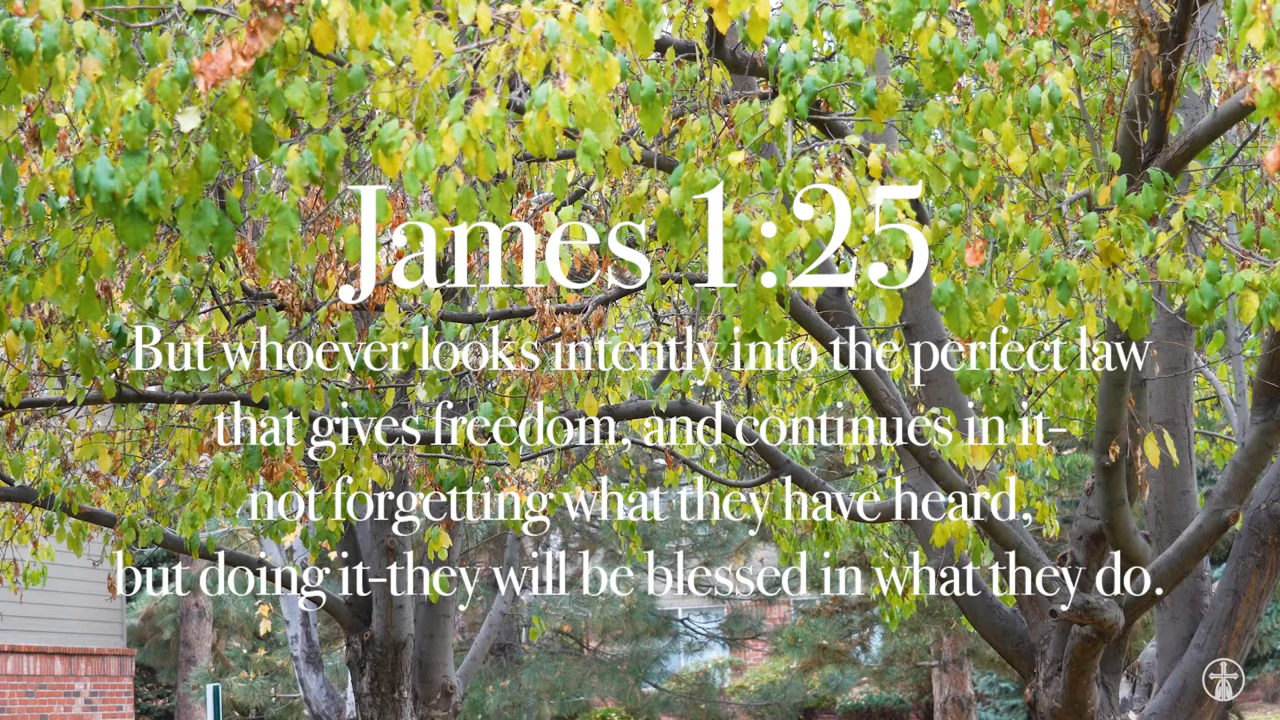 James 1:25
But whoever looks intently into the perfect law
that gives freedom, and continues in it-
not forgetting what they have heard,
but doing it-they will be blessed in what they do.